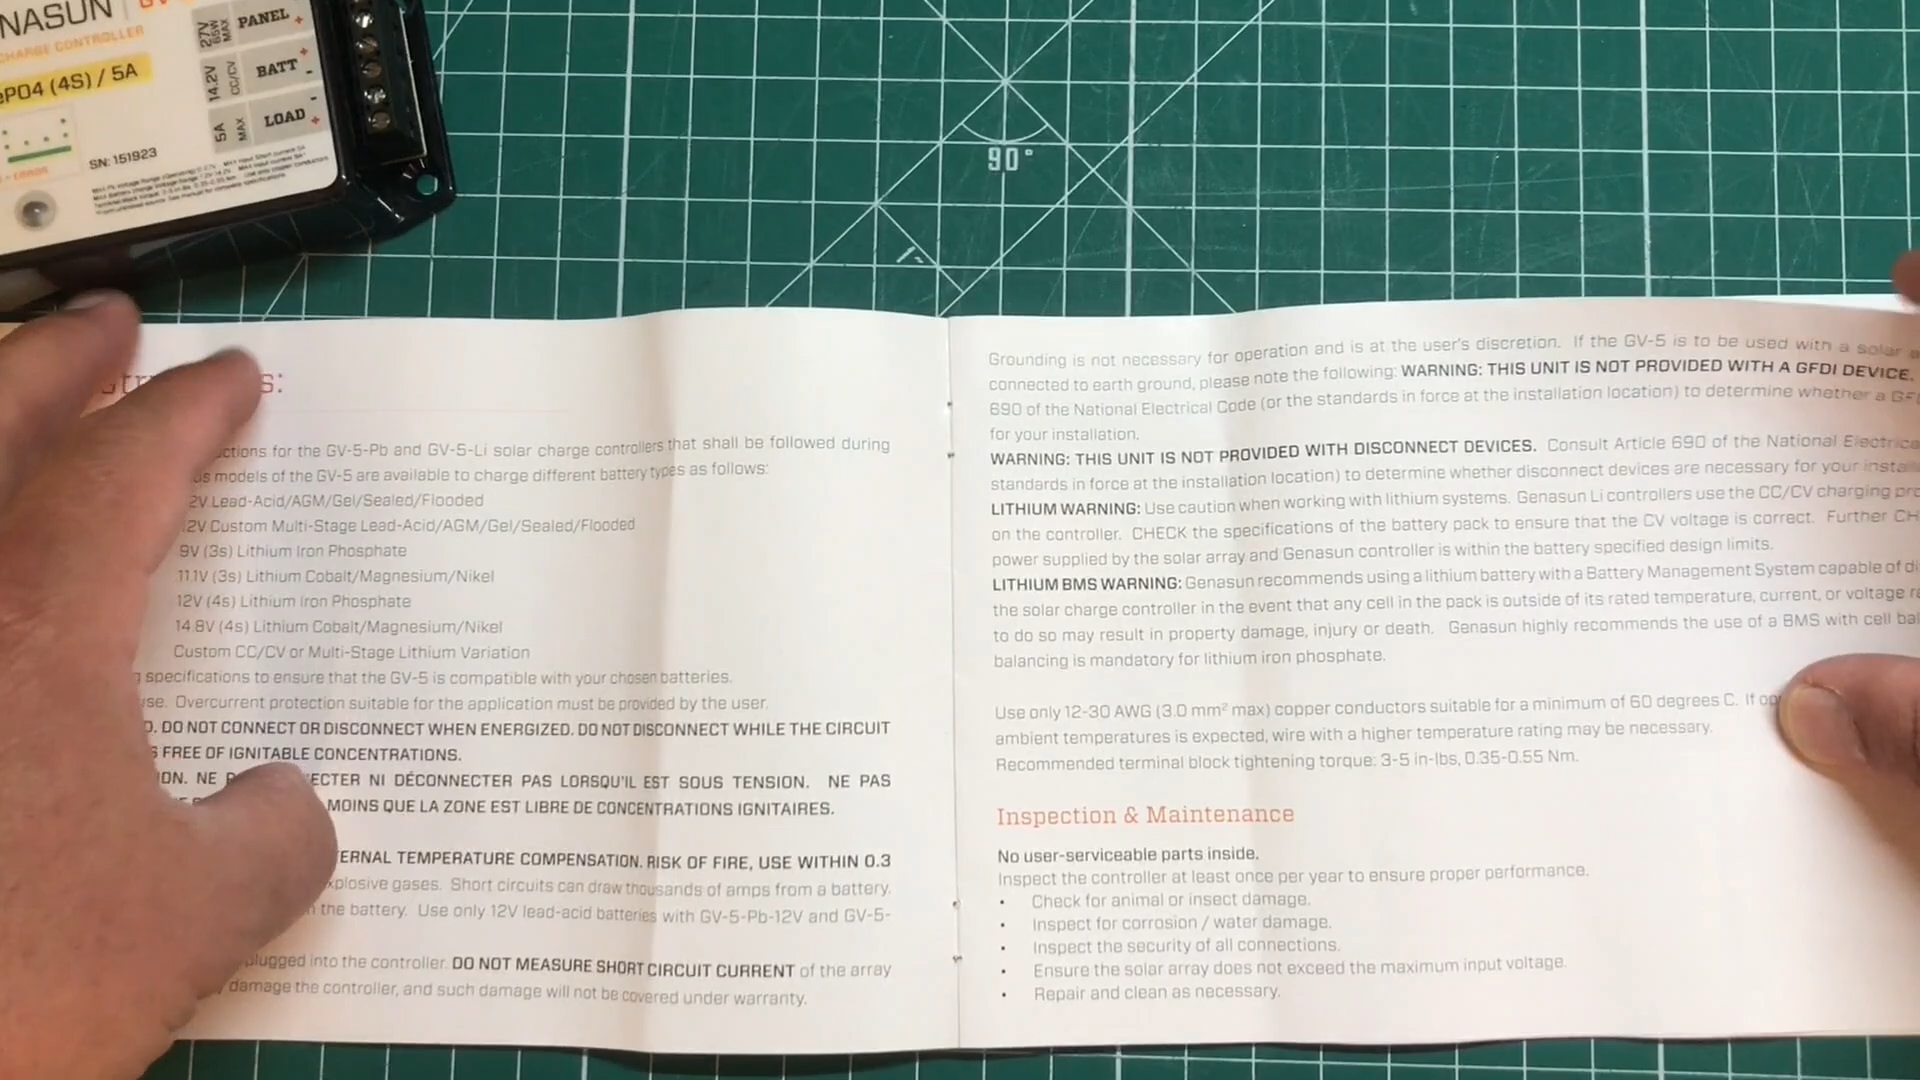 NASUN
CHARGE CONTROLLER
ePO4 (4S) / 5A
27V
65W
MAX
PANEL +
14.2V
CC/CV
BATT + -
5A
MAX
LOAD - +
SN: 151923
= ERROR
90°
1"
s:
ctions for the GV-5-Pb and GV-5-Li solar charge controllers that shall be followed during
us models of the GV-5 are available to charge different battery types as follows:
2V Lead-Acid/AGM/Gel/Sealed/Flooded
12V Custom Multi-Stage Lead-Acid/AGM/Gel/Sealed/Flooded
9V (3s) Lithium Iron Phosphate
11.1V (3s) Lithium Cobalt/Magnesium/Nikel
12V (4s) Lithium Iron Phosphate
14.8V (4s) Lithium Cobalt/Magnesium/Nikel
Custom CC/CV or Multi-Stage Lithium Variation
specifications to ensure that the GV-5 is compatible with your chosen batteries.
use. Overcurrent protection suitable for the application must be provided by the user.
D. DO NOT CONNECT OR DISCONNECT WHEN ENERGIZED. DO NOT DISCONNECT WHILE THE CIRCUIT
S FREE OF IGNITABLE CONCENTRATIONS.
ION. NE ECTER NI DÉCONNECTER PAS LORSQU'IL EST SOUS TENSION. NE PAS
MOINS QUE LA ZONE EST LIBRE DE CONCENTRATIONS IGNITAIRES.
TERNAL TEMPERATURE COMPENSATION. RISK OF FIRE, USE WITHIN 0.3
xplosive gases. Short circuits can draw thousands of amps from a battery.
n the battery. Use only 12V lead-acid batteries with GV-5-Pb-12V and GV-5-
plugged into the controller. DO NOT MEASURE SHORT CIRCUIT CURRENT of the array
damage the controller, and such damage will not be covered under warranty.
Grounding is not necessary for operation and is at the user's discretion. If the GV-5 is to be used with a solar a
connected to earth ground, please note the following: WARNING: THIS UNIT IS NOT PROVIDED WITH A GFDI DEVICE.
690 of the National Electrical Code (or the standards in force at the installation location) to determine whether a GF
for your installation.
WARNING: THIS UNIT IS NOT PROVIDED WITH DISCONNECT DEVICES. Consult Article 690 of the National Electrica
standards in force at the installation location) to determine whether disconnect devices are necessary for your install
LITHIUM WARNING: Use caution when working with lithium systems. Genasun Li controllers use the CC/CV charging pro
on the controller. CHECK the specifications of the battery pack to ensure that the CV voltage is correct. Further CH
power supplied by the solar array and Genasun controller is within the battery specified design limits.
LITHIUM BMS WARNING: Genasun recommends using a lithium battery with a Battery Management System capable of di
the solar charge controller in the event that any cell in the pack is outside of its rated temperature, current, or voltage ra
to do so may result in property damage, injury or death. Genasun highly recommends the use of a BMS with cell bal
balancing is mandatory for lithium iron phosphate.
Use only 12-30 AWG (3.0 mm² max) copper conductors suitable for a minimum of 60 degrees C. If op
ambient temperatures is expected, wire with a higher temperature rating may be necessary.
Recommended terminal block tightening torque: 3-5 in-lbs, 0.35-0.55 Nm.
Inspection & Maintenance
No user-serviceable parts inside.
Inspect the controller at least once per year to ensure proper performance.
• Check for animal or insect damage.
• Inspect for corrosion / water damage.
• Inspect the security of all connections.
• Ensure the solar array does not exceed the maximum input voltage.
• Repair and clean as necessary.